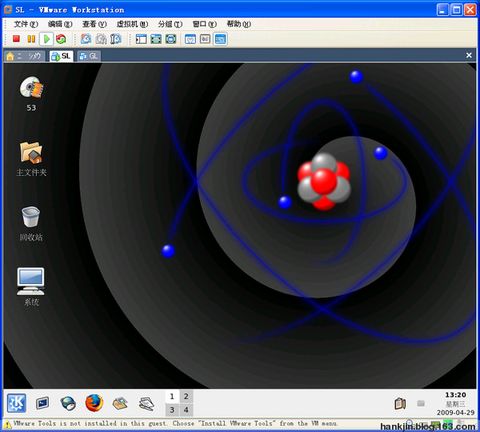 SL - VMware Workstation
文件(F) 编辑(E) 查看(V) 虚拟机(M) 分组(T) 窗口(W) 帮助(H)
SL GL
53
主文件夹
回收站
系统
1 2
3 4
13:20
星期三
2009-04-29
VMware Tools is not installed in this guest. Choose "Install VMware Tools" from the VM menu.
hankjin.blog.163.com